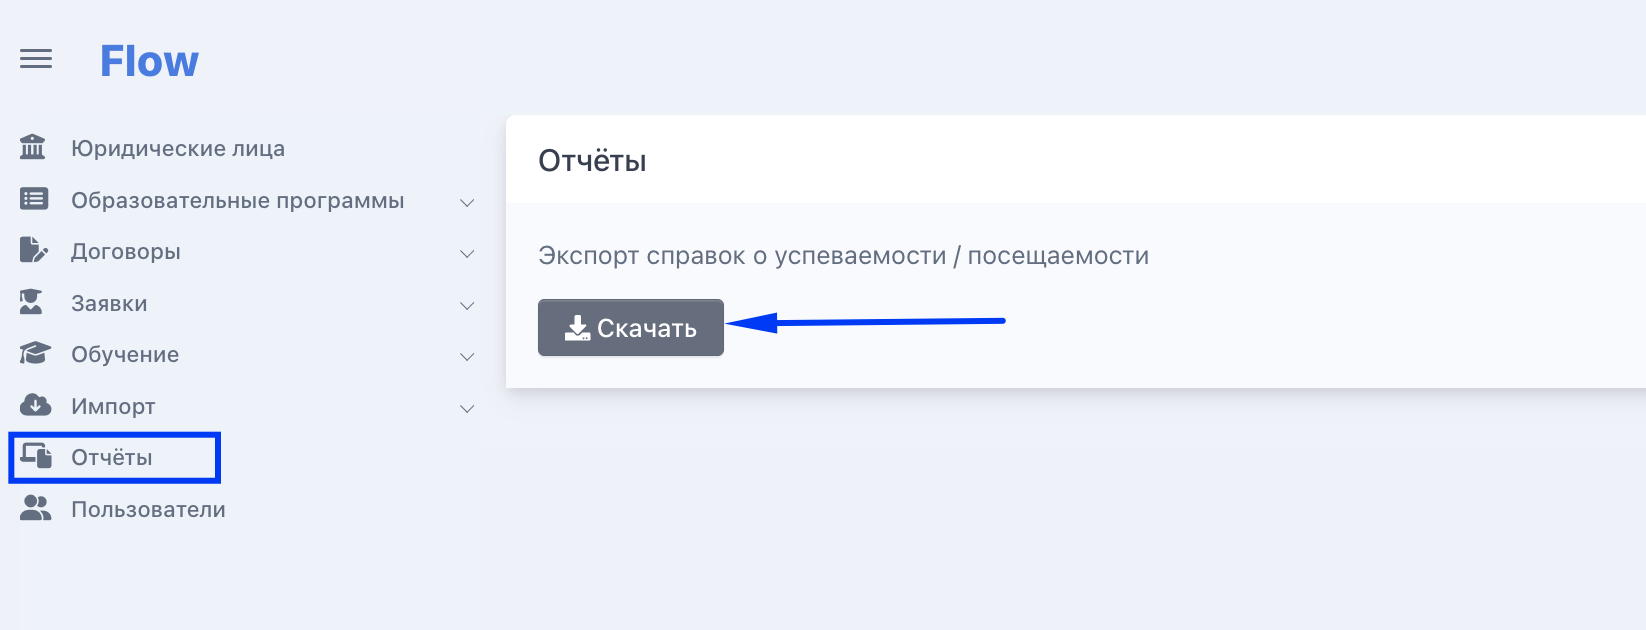 Flow
Юридические лица
Образовательные программы
Договоры
Заявки
Обучение
Импорт
Отчёты
Пользователи
Отчёты
Экспорт справок о успеваемости / посещаемости
Скачать